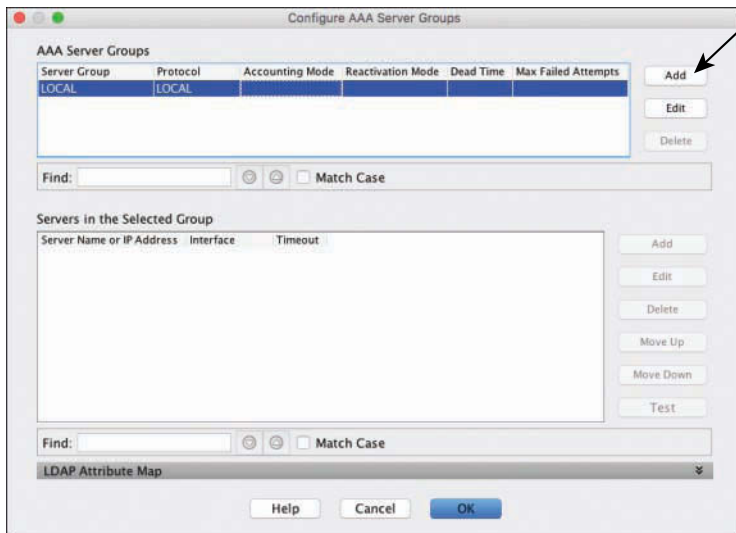 Configure AAA Server Groups
AAA Server Groups
Server Group Protocol Accounting Mode Reactivation Mode Dead Time Max Failed Attempts
LOCAL LOCAL
Add
Edit
Delete
Find: Match Case
Servers in the Selected Group
Server Name or IP Address Interface Timeout
Add
Edit
Delete
Move Up
Move Down
Test
Find: Match Case
LDAP Attribute Map
Help Cancel OK